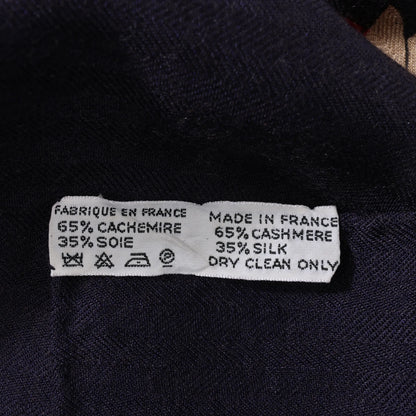 FABRIQUE EN FRANCE
65% CACHEMIRE
35% SOIE
MADE IN FRANCE
65% CASHMERE
35% SILK
DRY CLEAN ONLY